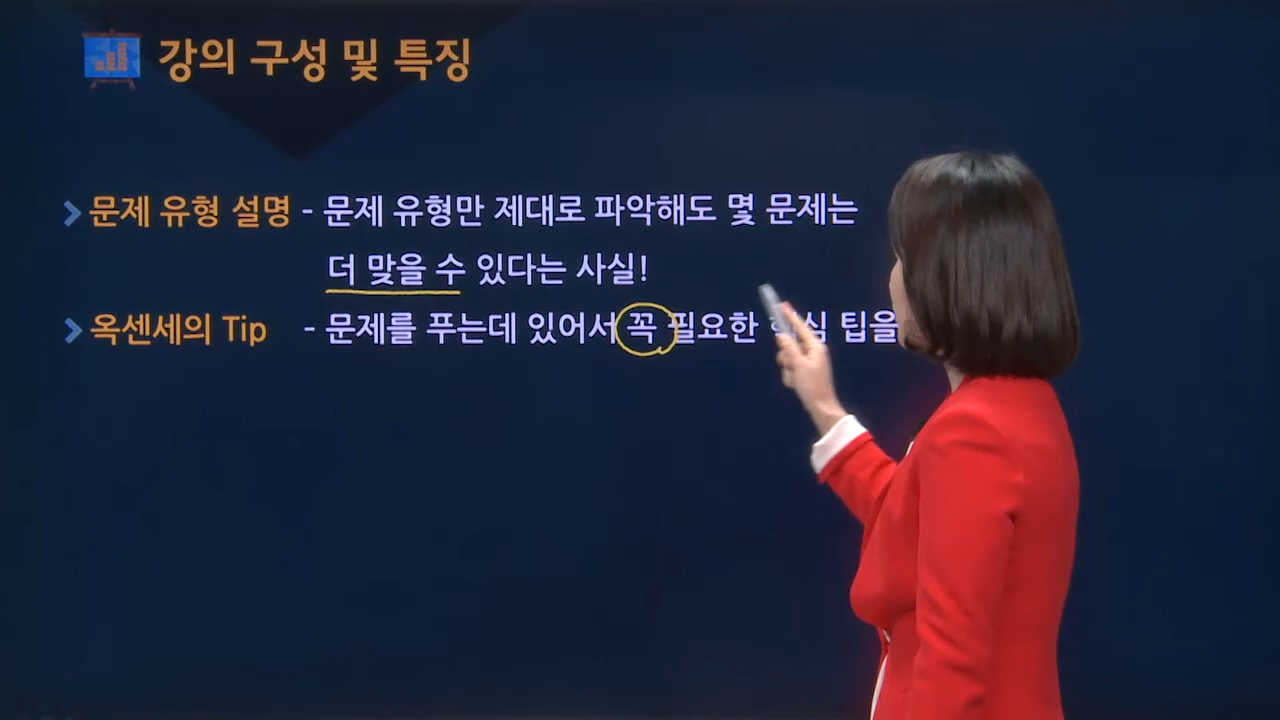 강의 구성 및 특징
문제 유형 설명 - 문제 유형만 제대로 파악해도 몇 문제는
더 맞을 수 있다는 사실!
옥센세의 Tip - 문제를 푸는데 있어서 꼭 필요한 핵심 팁을